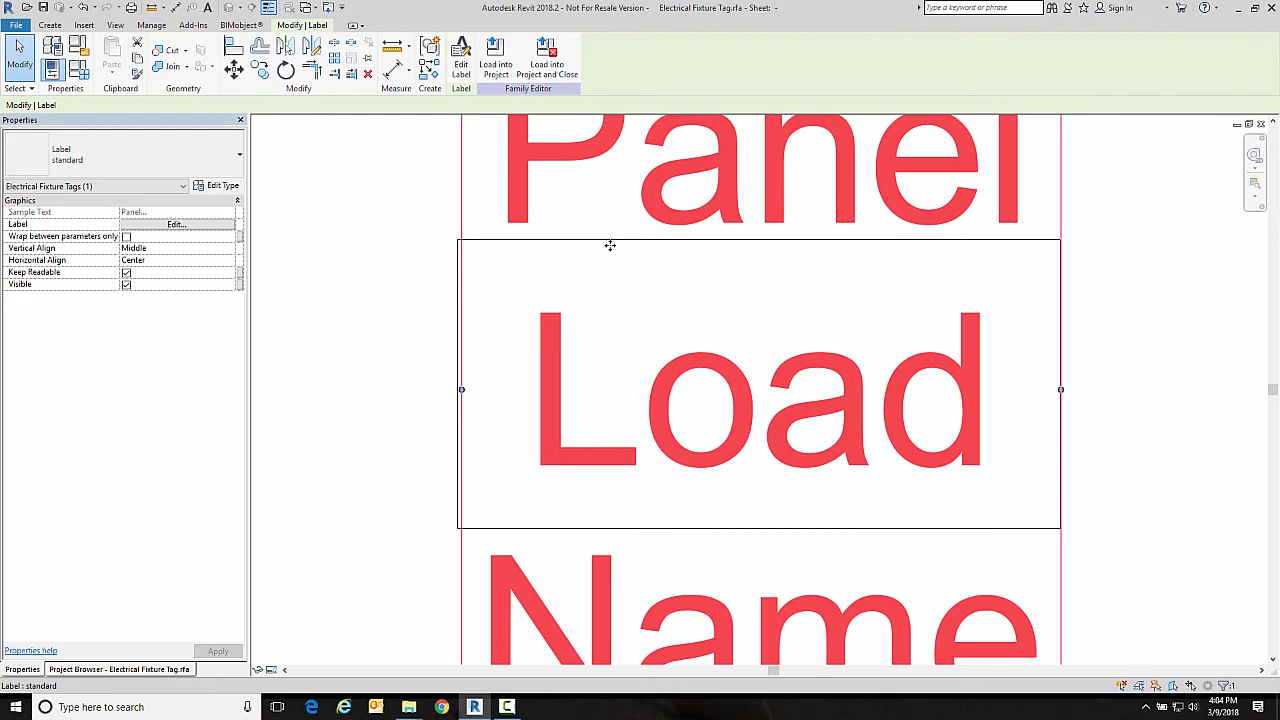 Autodesk Revit 2018.2 - Not For Resale Version - Electrical Fixture Tag.rfa - Sheet:
Type a keyword or phrase
Sign In
File Create Insert View Manage Add-Ins BIMobject® Modify | Label
Modify
Paste
Cut
Join
Edit Label
Load into Project
Load into Project and Close
Select Properties Clipboard Geometry Modify Measure Create Label Family Editor
Modify | Label
Properties
Label
standard
Electrical Fixture Tags (1) Edit Type
Graphics
Sample Text Panel...
Label Edit...
Wrap between parameters only
Vertical Align Middle
Horizontal Align Center
Keep Readable
Visible
Panel
Load
Name
Properties help Apply
Properties Project Browser - Electrical Fixture Tag.rfa
Label : standard
:1
Type here to search
4:04 PM
3/9/2018